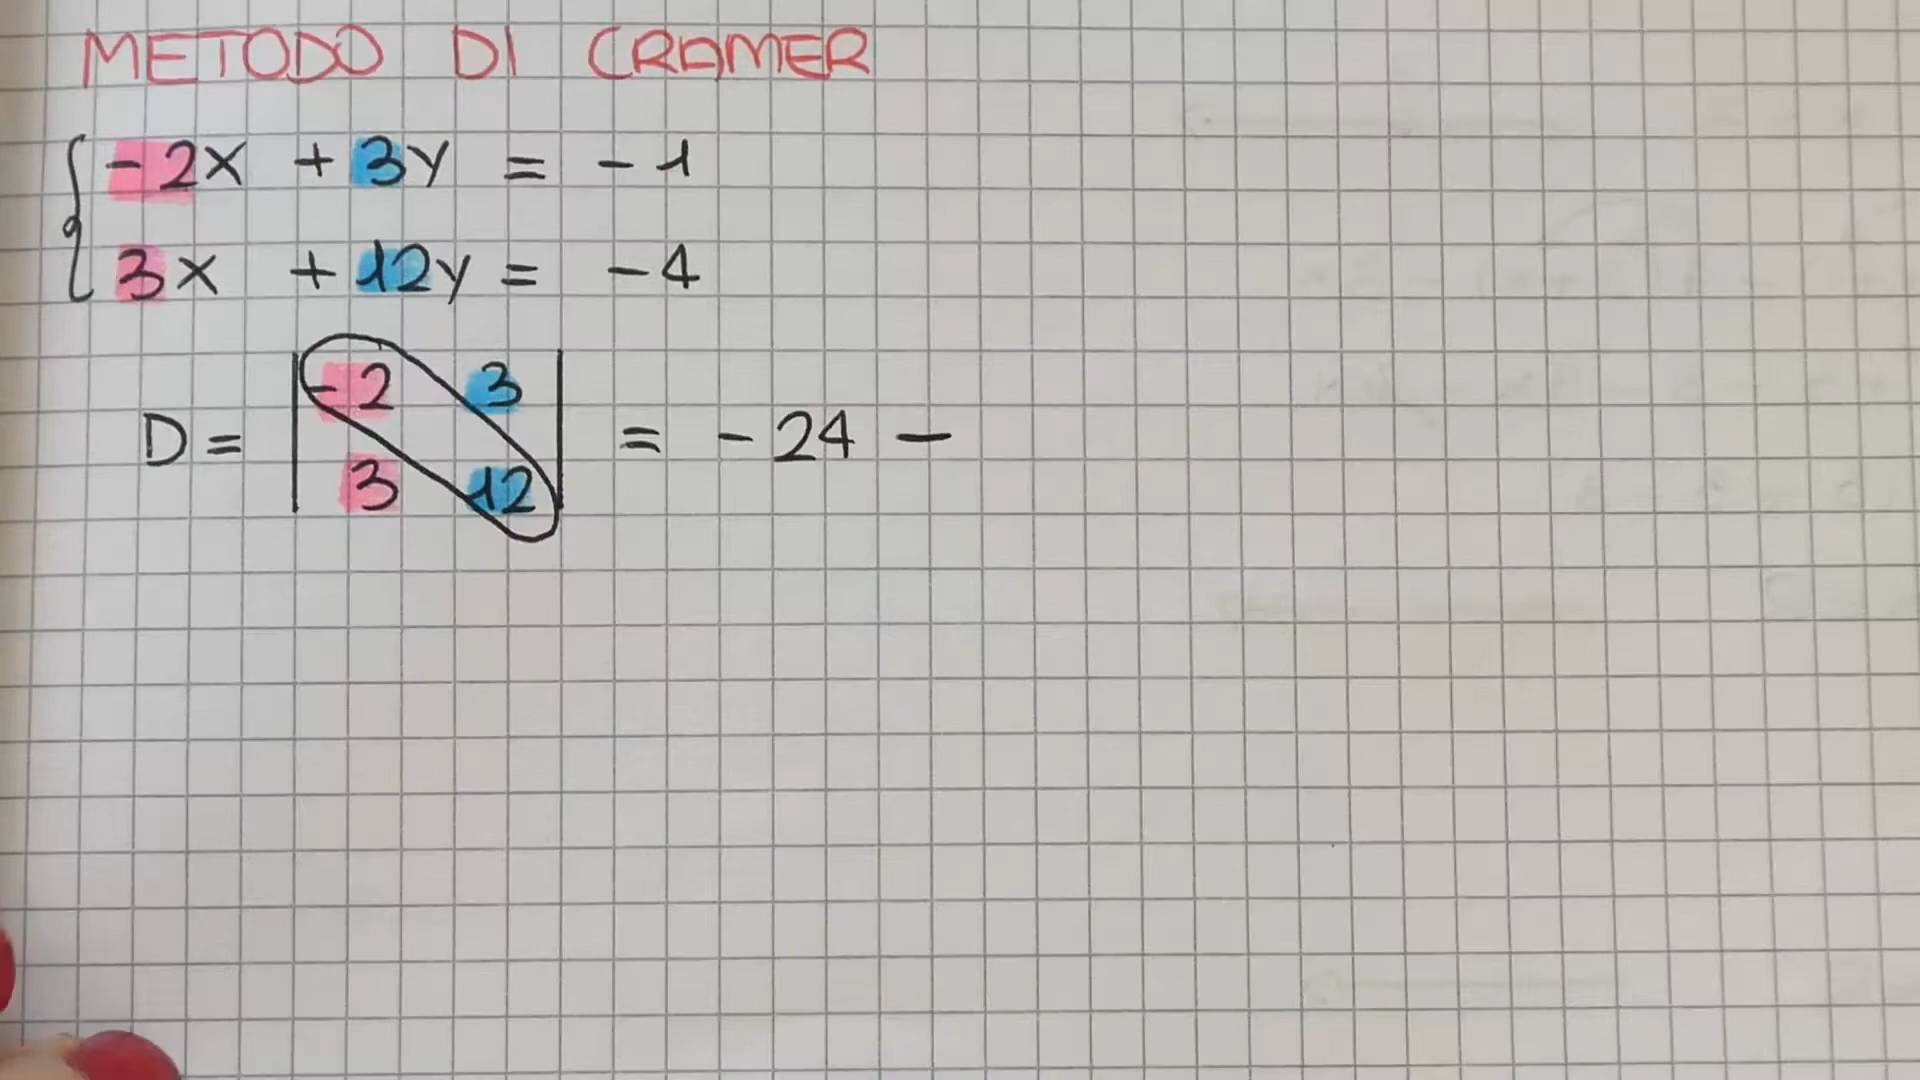 METODO DI CRAMER
-2x + 3y = -1
3x + 12y = -4
-2 3
D = = -24 -
3 12